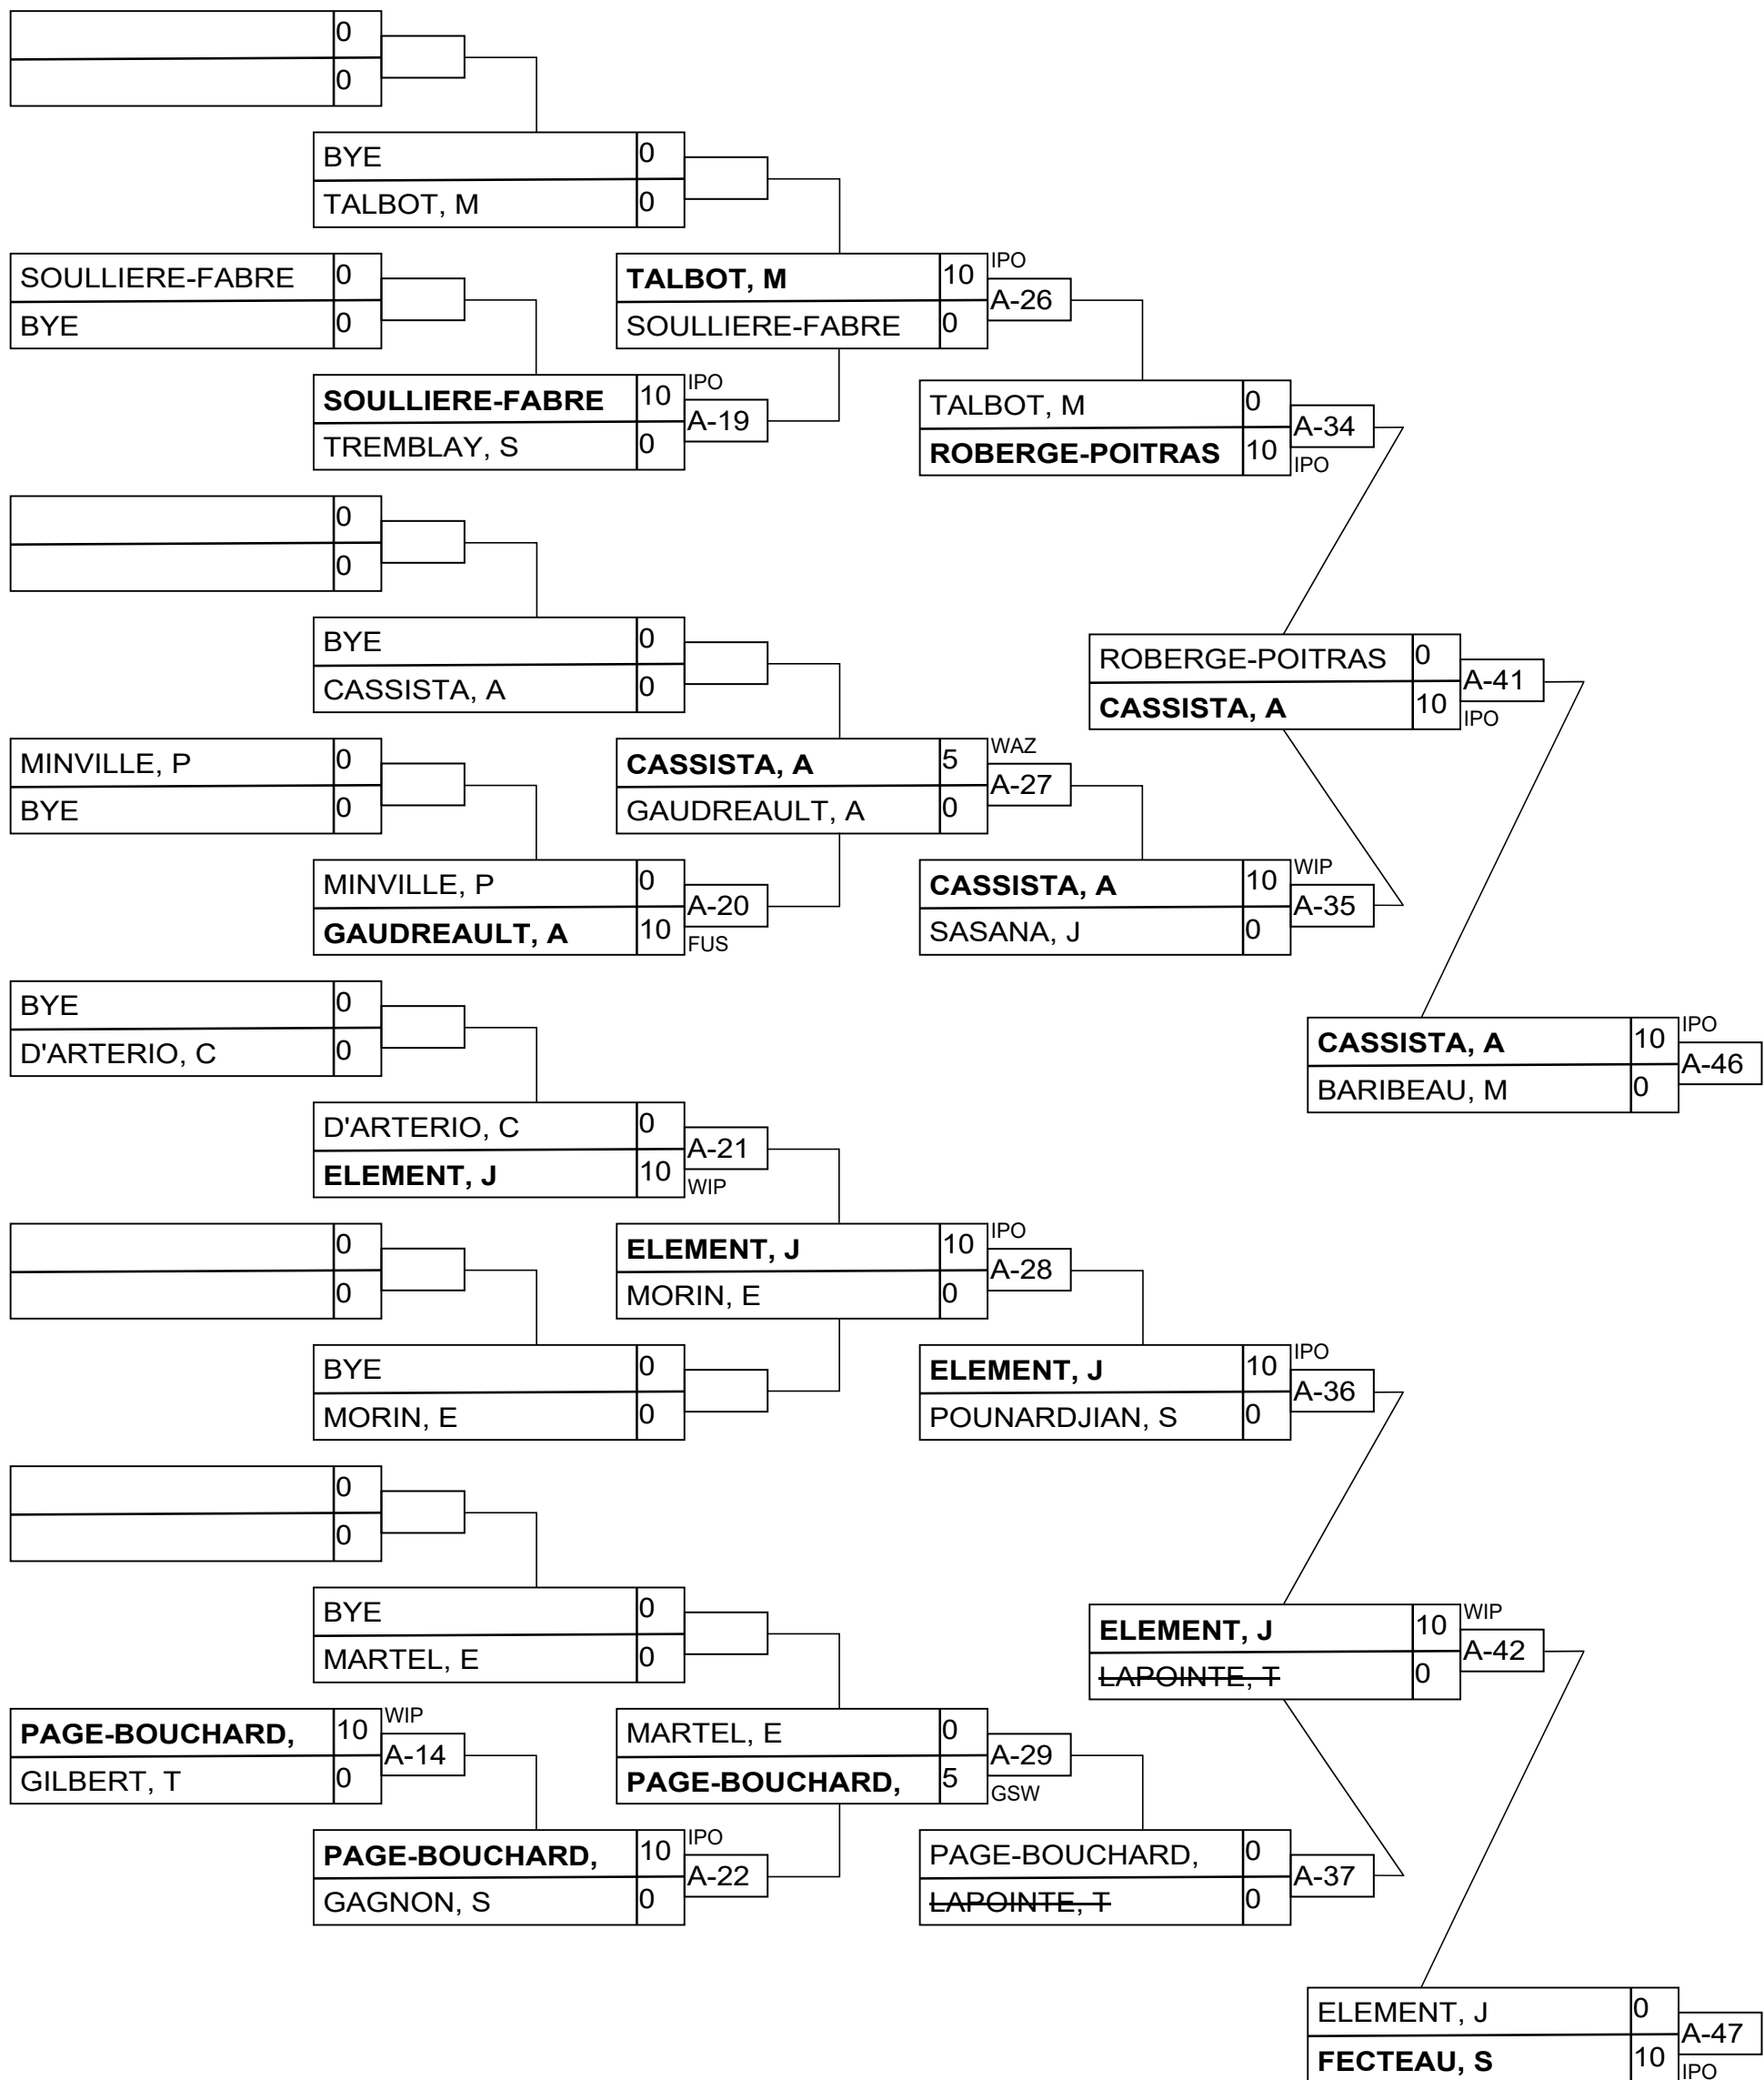 0
0
BYE 0
TALBOT, M 0
SOULLIERE-FABRE 0
BYE 0
TALBOT, M 10 IPO
A-26
SOULLIERE-FABRE 0
SOULLIERE-FABRE 10 IPO
A-19
TREMBLAY, S 0
TALBOT, M 0
A-34
ROBERGE-POITRAS 10 IPO
0
0
BYE 0
CASSISTA, A 0
ROBERGE-POITRAS 0
A-41
CASSISTA, A 10 IPO
MINVILLE, P 0
BYE 0
CASSISTA, A 5 WAZ
A-27
GAUDREAULT, A 0
MINVILLE, P 0
A-20
GAUDREAULT, A 10 FUS
CASSISTA, A 10 WIP
A-35
SASANA, J 0
BYE 0
D'ARTERIO, C 0
CASSISTA, A 10 IPO
A-46
BARIBEAU, M 0
D'ARTERIO, C 0
A-21
ELEMENT, J 10 WIP
0
0
ELEMENT, J 10 IPO
A-28
MORIN, E 0
BYE 0
MORIN, E 0
ELEMENT, J 10 IPO
A-36
POUNARDJIAN, S 0
0
0
BYE 0
MARTEL, E 0
ELEMENT, J 10 WIP
A-42
LAPOINTE, T 0
PAGE-BOUCHARD, 10 WIP
A-14
GILBERT, T 0
MARTEL, E 0
A-29
PAGE-BOUCHARD, 5 GSW
PAGE-BOUCHARD, 10 IPO
A-22
GAGNON, S 0
PAGE-BOUCHARD, 0
A-37
LAPOINTE, T 0
ELEMENT, J 0
A-47
FECTEAU, S 10 IPO